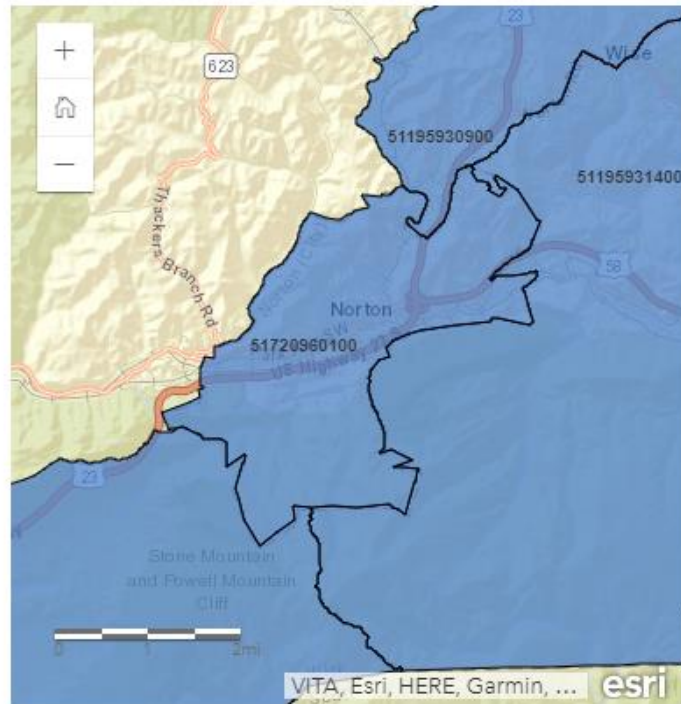 +
−
23
Wise
623
51195930900
51195931400
Thackers Branch Rd
58
Norton
51720960100
US Highway 23
23
Stone Mountain
and Powell Mountain
Cliff
0 1 2mi
VITA, Esri, HERE, Garmin, ...
esri